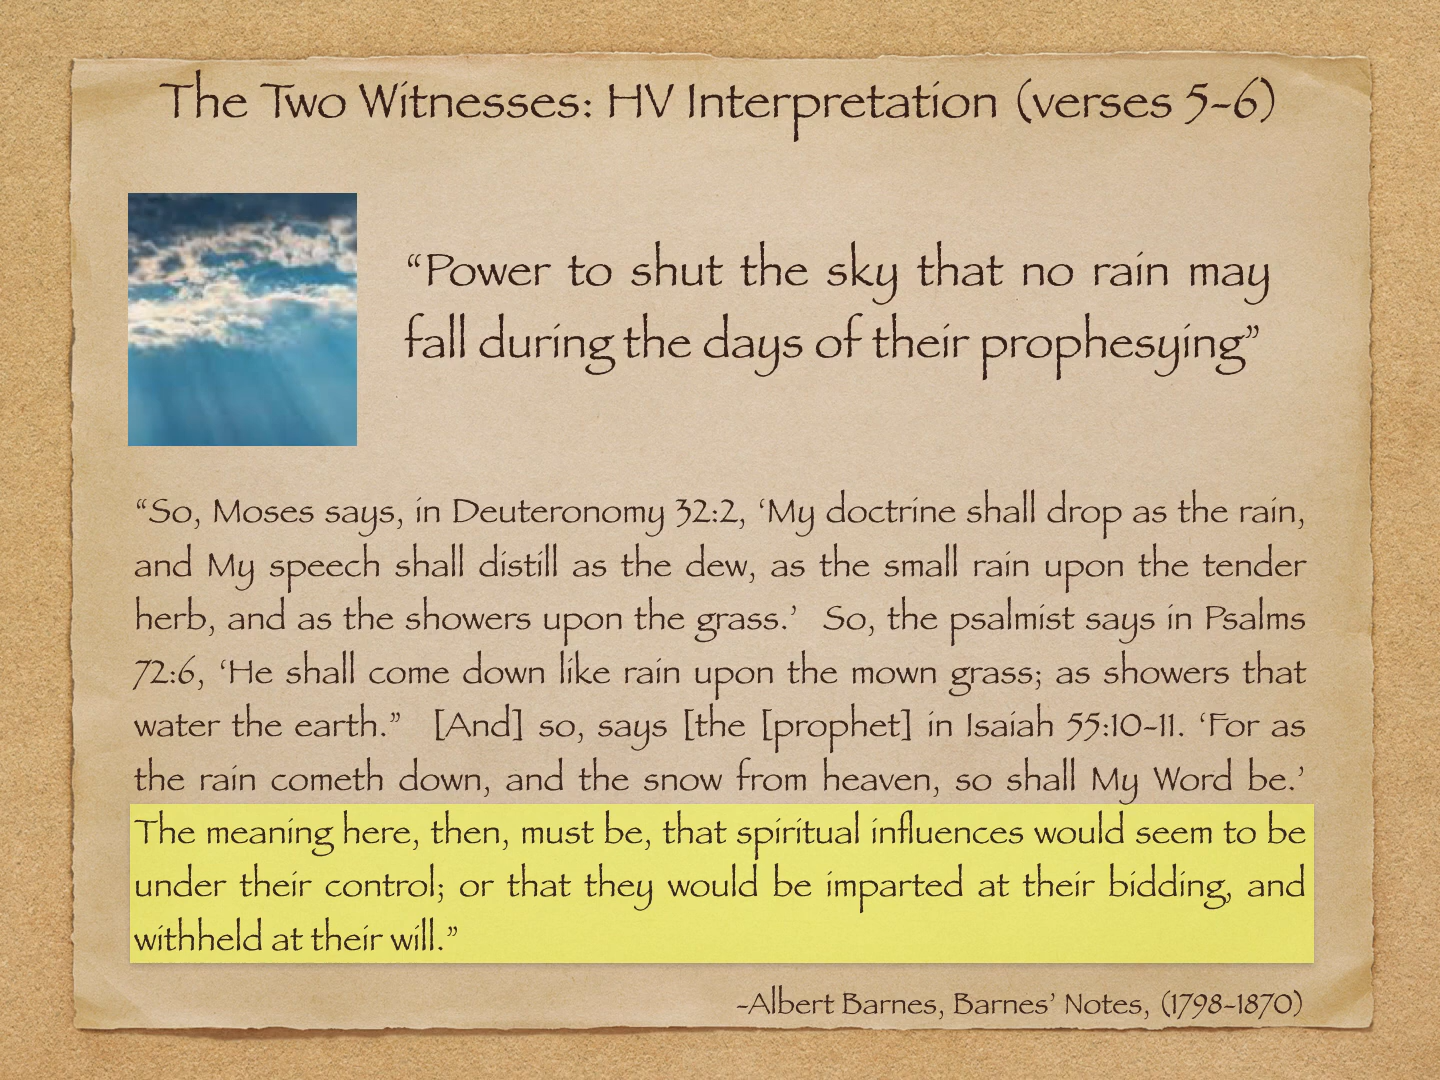 The Two Witnesses: HV Interpretation (verses 5-6)
“Power to shut the sky that no rain may
fall during the days of their prophesying”
“So, Moses says, in Deuteronomy 32:2, ‘My doctrine shall drop as the rain,
and My speech shall distill as the dew, as the small rain upon the tender
herb, and as the showers upon the grass.’ So, the psalmist says in Psalms
72:6, ‘He shall come down like rain upon the mown grass; as showers that
water the earth.” [And] so, says [the [prophet] in Isaiah 55:10-11. ‘For as
the rain cometh down, and the snow from heaven, so shall My Word be.’
The meaning here, then, must be, that spiritual influences would seem to be
under their control; or that they would be imparted at their bidding, and
withheld at their will.”
-Albert Barnes, Barnes’ Notes, (1798-1870)